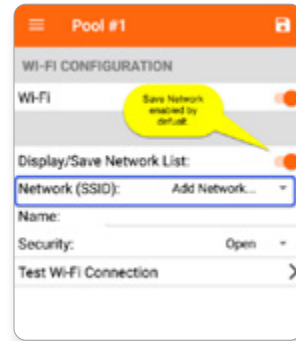 Pool #1
WI-FI CONFIGURATION
Wi-Fi
Save Network
enabled by
default.
Display/Save Network List:
Network (SSID): Add Network...
Name:
Security: Open
Test Wi-Fi Connection